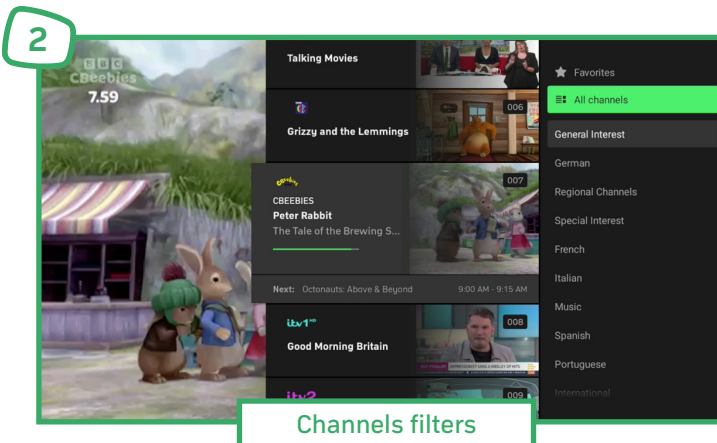 2
BBC
CBeebies
7.59
Talking Movies
006
Grizzy and the Lemmings
007
CBeebies
CBEEBIES
Peter Rabbit
The Tale of the Brewing S...
Next: Octonauts: Above & Beyond 9:00 AM - 9:15 AM
itv1 HD
008
Good Morning Britain
itv2
009
Favorites
All channels
General Interest
German
Regional Channels
Special Interest
French
Italian
Music
Spanish
Portuguese
International
Channels filters